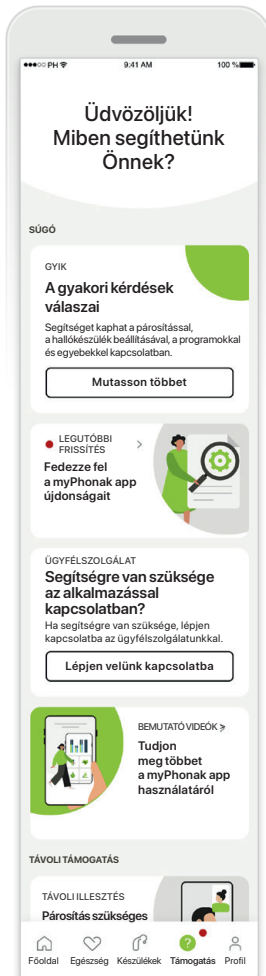 PH
9:41 AM
100 %
Üdvözöljük!
Miben segíthetünk
Önnek?
SÚGÓ
GYIK
A gyakori kérdések
válaszai
Segítséget kaphat a párosítással,
a hallókészülék beállításával, a programokkal
és egyebekkel kapcsolatban.
Mutasson többet
LEGUTÓBBI
FRISSÍTÉS
Fedezze fel
a myPhonak app
újdonságait
ÜGYFÉLSZOLGÁLAT
Segítségre van szüksége
az alkalmazással
kapcsolatban?
Ha segítségre van szüksége, lépjen
kapcsolatba az ügyfélszolgálatunkkal.
Lépjen velünk kapcsolatba
BEMUTATÓ VIDEÓK >
Tudjon
meg többet
a myPhonak app
használatáról
TÁVOLI TÁMOGATÁS
TÁVOLI ILLESZTÉS
Párosítás szükséges
Főoldal Egészség Készülékek Támogatás Profil